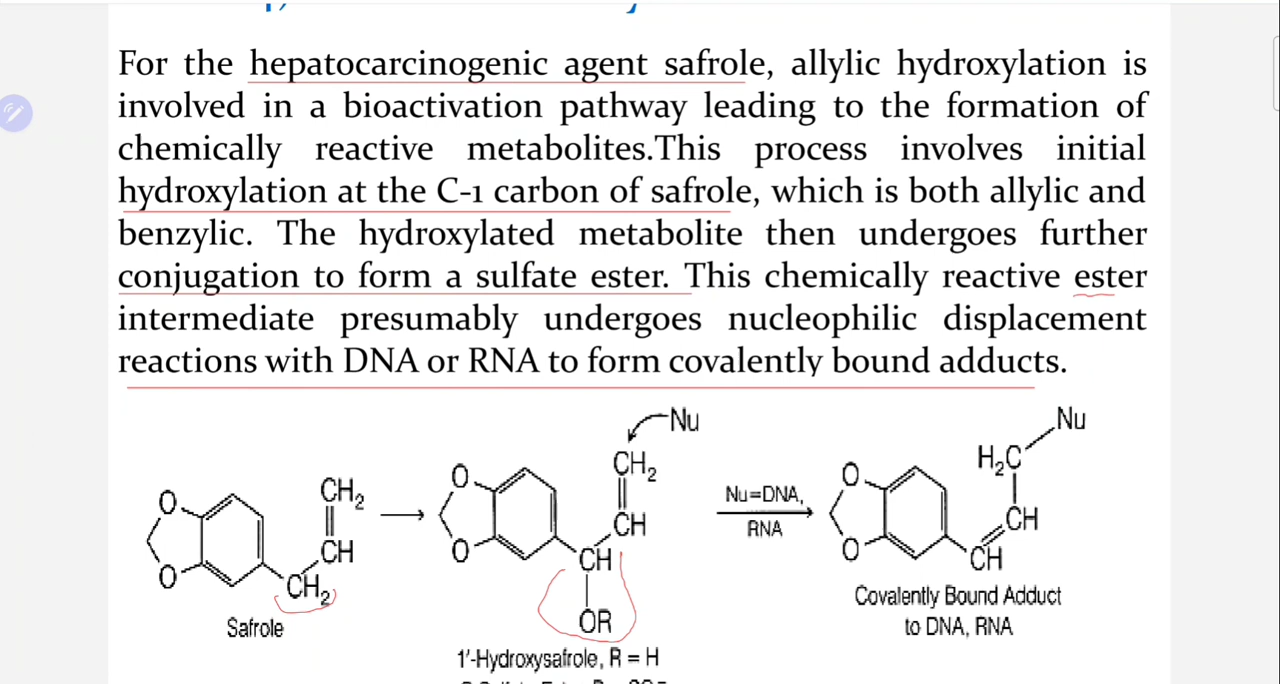 For the hepatocarcinogenic agent safrole, allylic hydroxylation is
involved in a bioactivation pathway leading to the formation of
chemically reactive metabolites.This process involves initial
hydroxylation at the C-1 carbon of safrole, which is both allylic and
benzylic. The hydroxylated metabolite then undergoes further
conjugation to form a sulfate ester. This chemically reactive ester
intermediate presumably undergoes nucleophilic displacement
reactions with DNA or RNA to form covalently bound adducts.
O
O
CH₂
CH
CH₂
Safrole
O
O
Nu
CH₂
CH
CH
OR
1′-Hydroxysafrole, R = H
Nu=DNA,
RNA
O
O
Nu
H₂C
CH
CH
Covalently Bound Adduct
to DNA, RNA